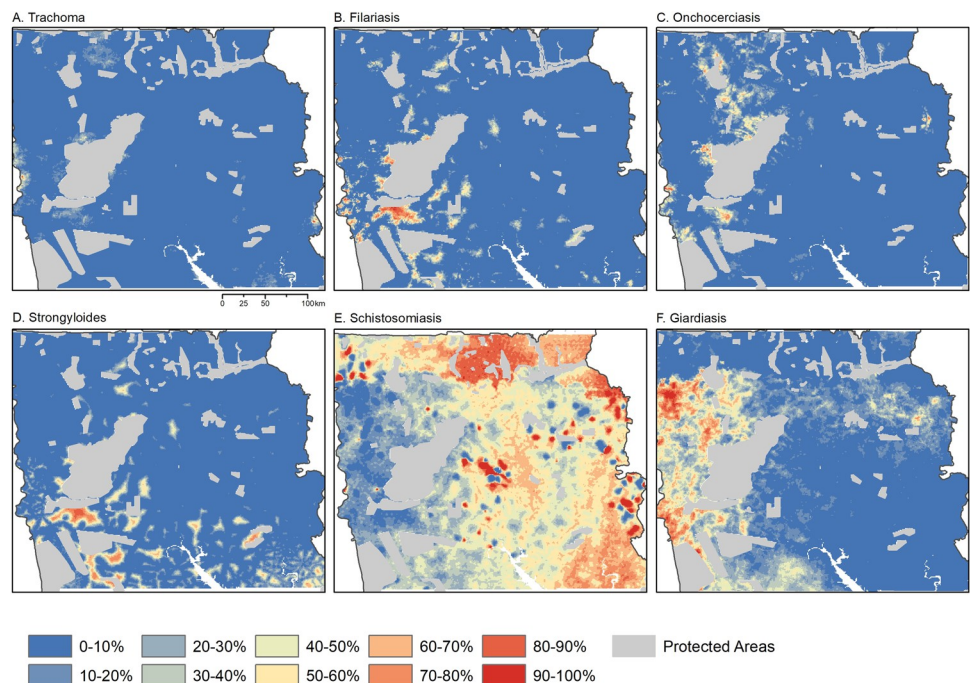 A. Trachoma
B. Filariasis
C. Onchocerciasis
0 25 50 100km
D. Strongyloides
E. Schistosomiasis
F. Giardiasis
0-10%
20-30%
40-50%
60-70%
80-90%
Protected Areas
10-20%
30-40%
50-60%
70-80%
90-100%